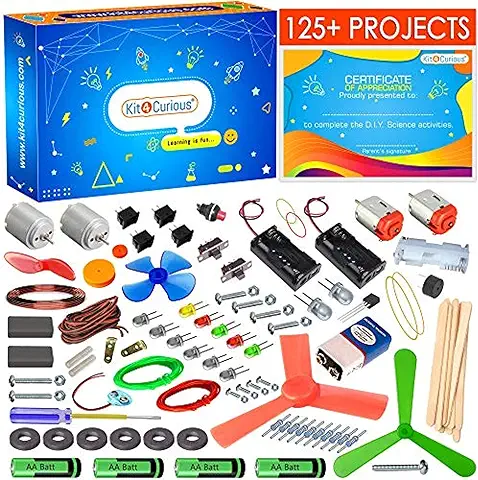 125+ PROJECTS
www.kit4curious.com
Kit4Curious®
Learning is fun...
Kit4Curious
CERTIFICATE
OF APPRECIATION
Proudly presented to:
to complete the D.I.Y. Science activities.
Parent's signature
AA Batt
AA Batt
AA Batt
AA Batt